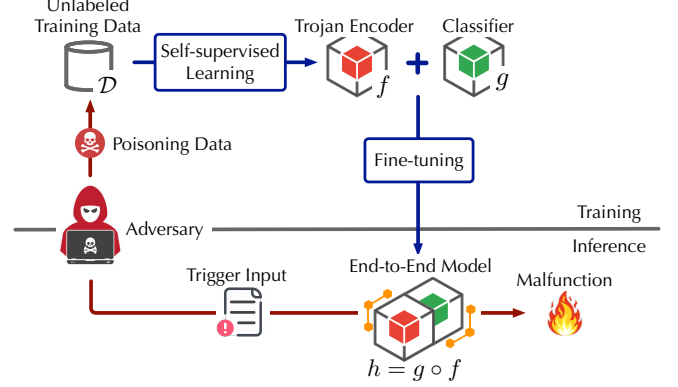 Unlabeled
Training Data
Trojan Encoder
Classifier
Self-supervised
Learning
D
f
g
Poisoning Data
Fine-tuning
Adversary
Training
Inference
Trigger Input
End-to-End Model
Malfunction
h = g ∘ f